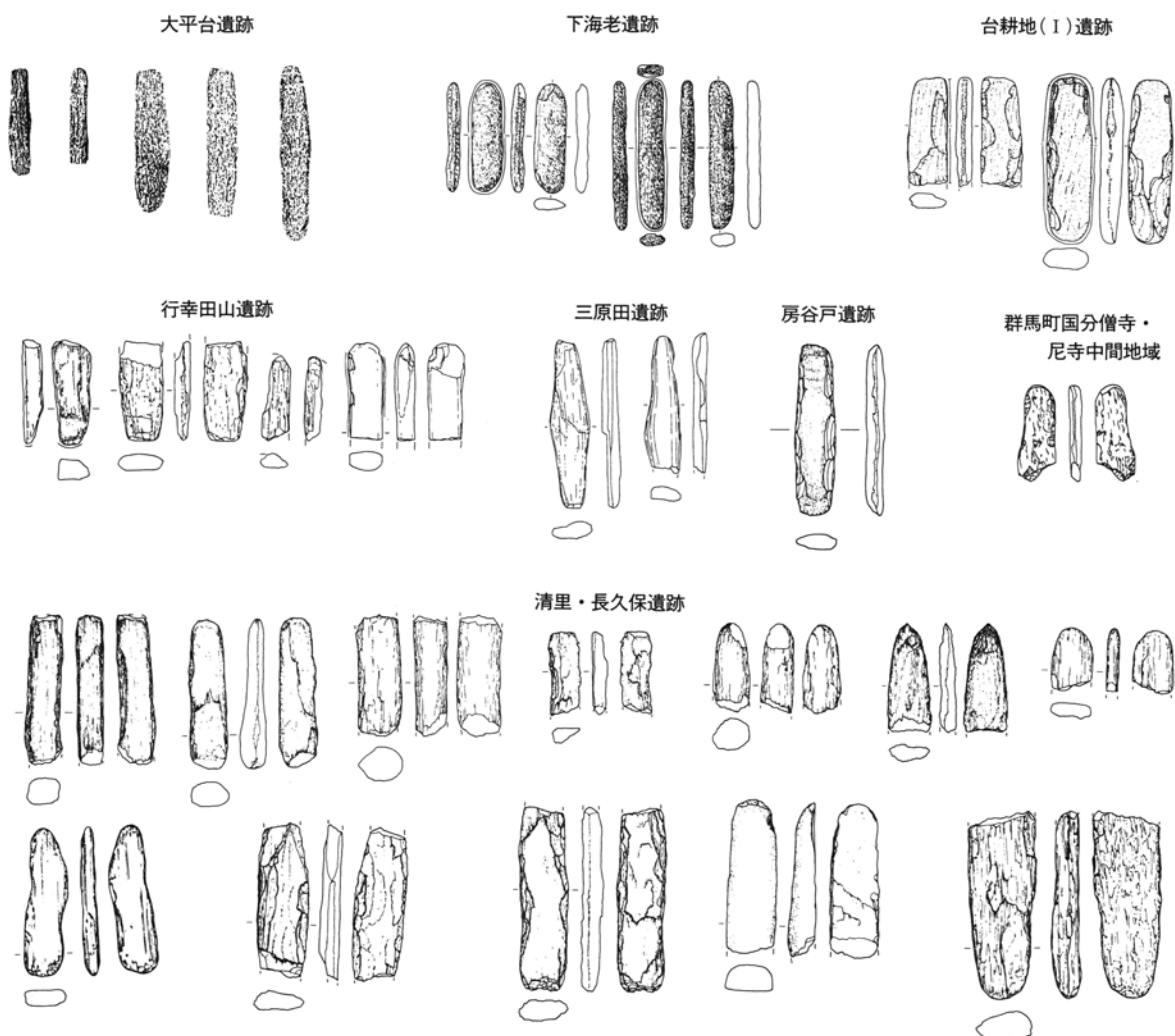 大平台遺跡
下海老遺跡
台耕地(Ⅰ)遺跡
行幸田山遺跡
三原田遺跡
房谷戸遺跡
群馬町国分僧寺・
尼寺中間地域
清里・長久保遺跡